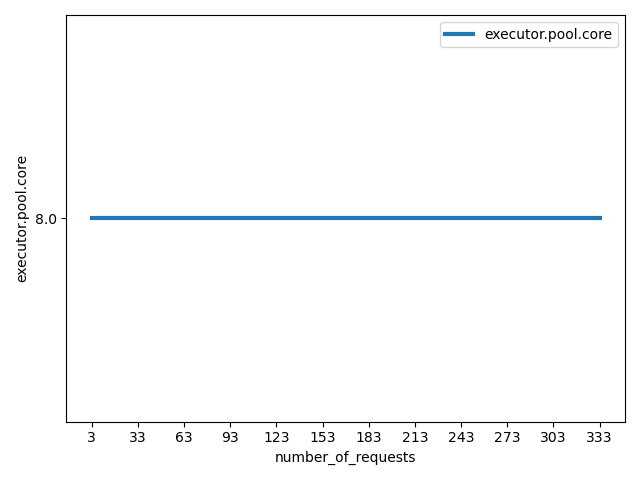 executor.pool.core
executor.pool.core
8.0
3 33 63 93 123 153 183 213 243 273 303 333
number_of_requests